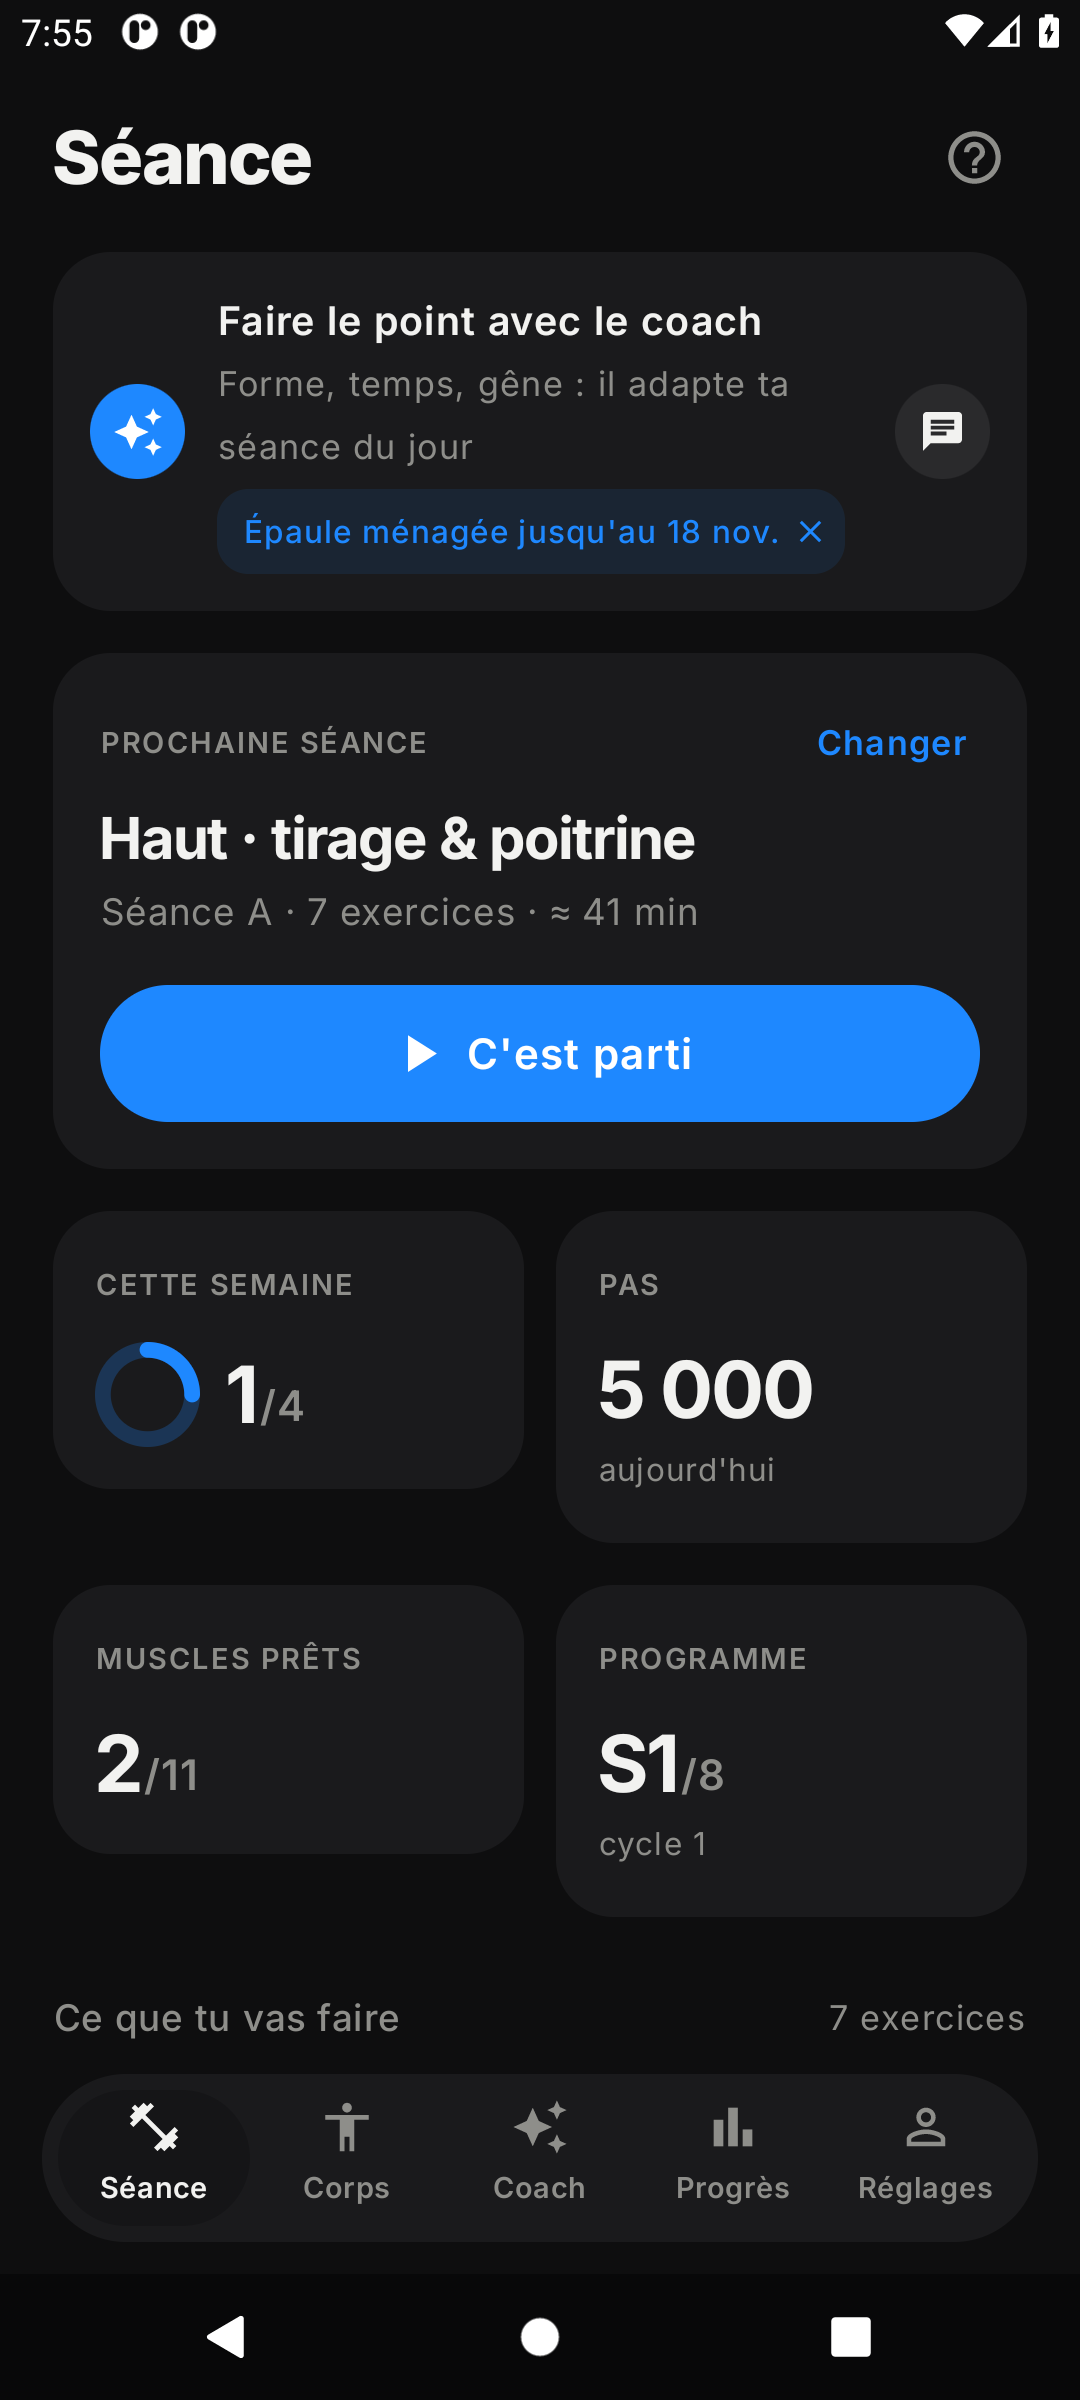 7:55
Séance
Faire le point avec le coach
Forme, temps, gêne : il adapte ta
séance du jour
Épaule ménagée jusqu'au 18 nov.
PROCHAINE SÉANCE
Changer
Haut · tirage & poitrine
Séance A · 7 exercices · ≈ 41 min
C'est parti
CETTE SEMAINE
1/4
PAS
5 000
aujourd'hui
MUSCLES PRÊTS
2/11
PROGRAMME
S1/8
cycle 1
Ce que tu vas faire
7 exercices
Séance
Corps
Coach
Progrès
Réglages